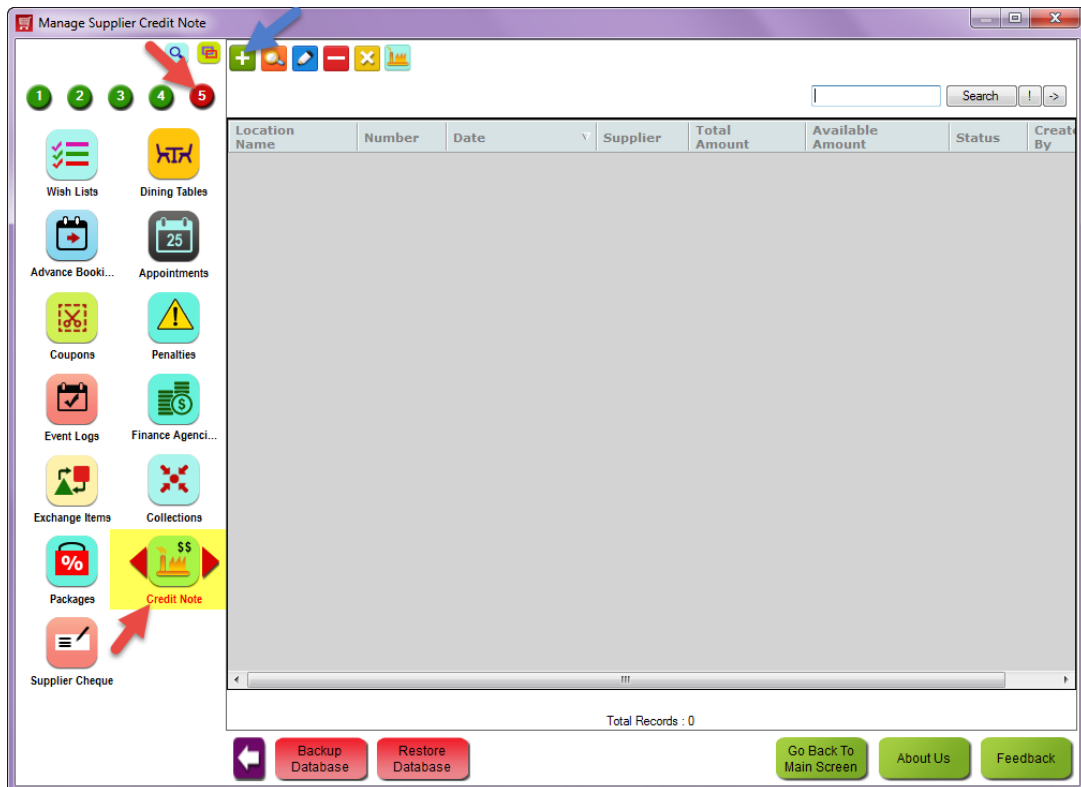 Manage Supplier Credit Note
1 2 3 4 5
Search ! ->
Location Name Number Date Supplier Total Amount Available Amount Status Create By
Wish Lists
Dining Tables
Advance Booki...
25
Appointments
Coupons
Penalties
Event Logs
$
Finance Agenci...
Exchange Items
Collections
%
Packages
$$
Credit Note
Supplier Cheque
Total Records : 0
Backup Database
Restore Database
Go Back To Main Screen
About Us
Feedback